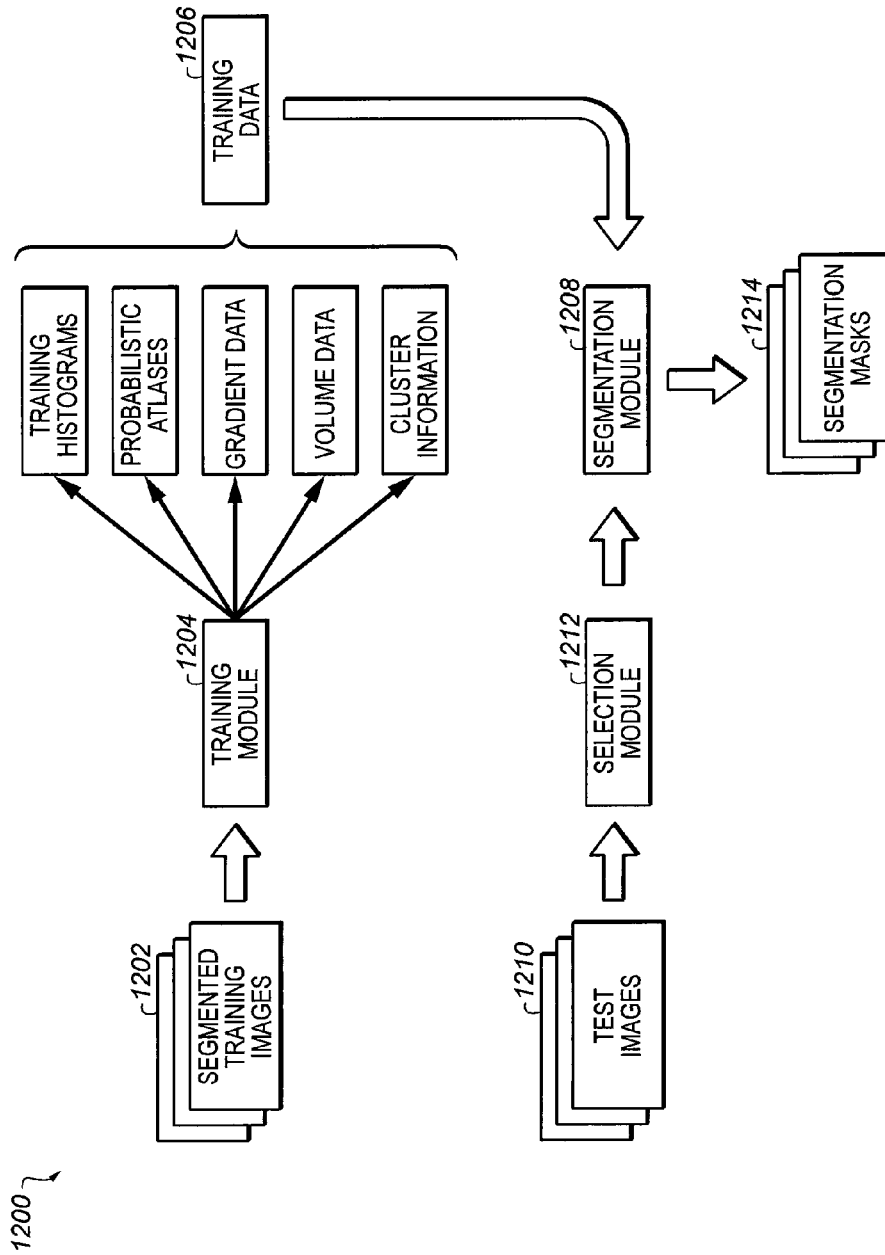 1200
1202
SEGMENTED
TRAINING
IMAGES
1204
TRAINING
MODULE
TRAINING
HISTOGRAMS
PROBABILISTIC
ATLASES
GRADIENT DATA
VOLUME DATA
CLUSTER
INFORMATION
1206
TRAINING
DATA
1210
TEST
IMAGES
1212
SELECTION
MODULE
1208
SEGMENTATION
MODULE
1214
SEGMENTATION
MASKS